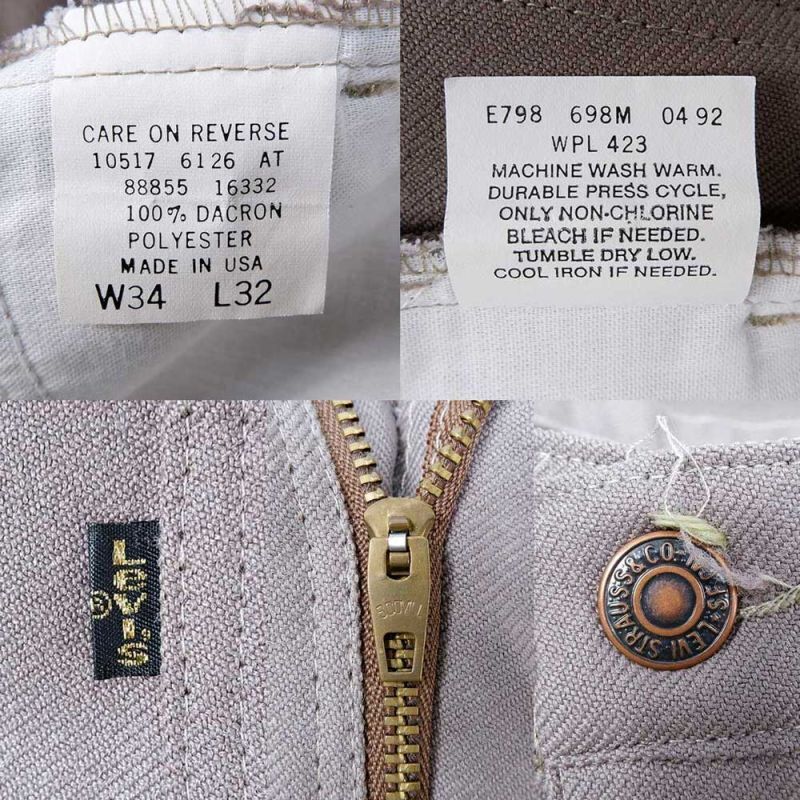 CARE ON REVERSE
10517 6126 AT
88855 16332
100% DACRON
POLYESTER
MADE IN USA
W34 L32
E798 698M 04 92
WPL 423
MACHINE WASH WARM.
DURABLE PRESS CYCLE,
ONLY NON-CHLORINE
BLEACH IF NEEDED.
TUMBLE DRY LOW.
COOL IRON IF NEEDED.
LEVI'S
®
SCOVILL
LEVI STRAUSS & CO.